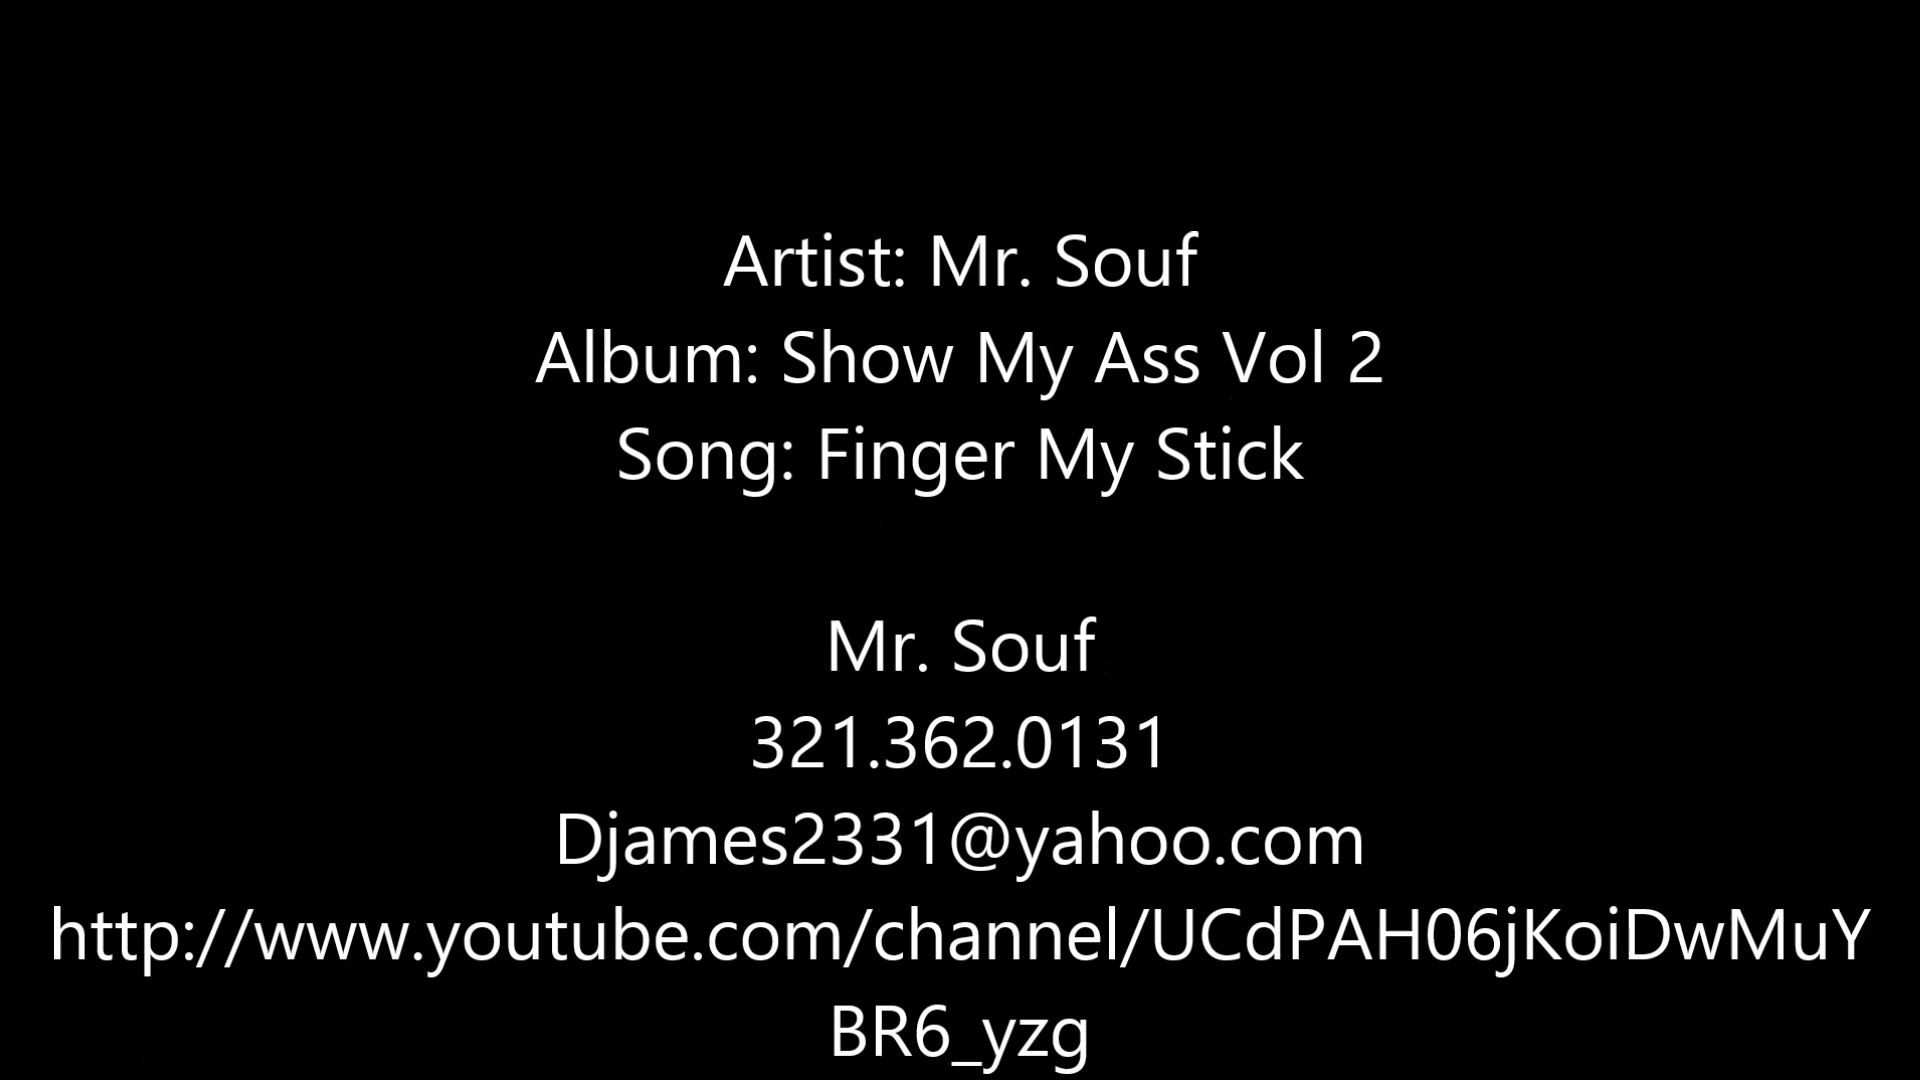 Artist: Mr. Souf
Album: Show My Ass Vol 2
Song: Finger My Stick
Mr. Souf
321.362.0131
Djames2331@yahoo.com
http://www.youtube.com/channel/UCdPAH06jKoiDwMuY
BR6_yzg